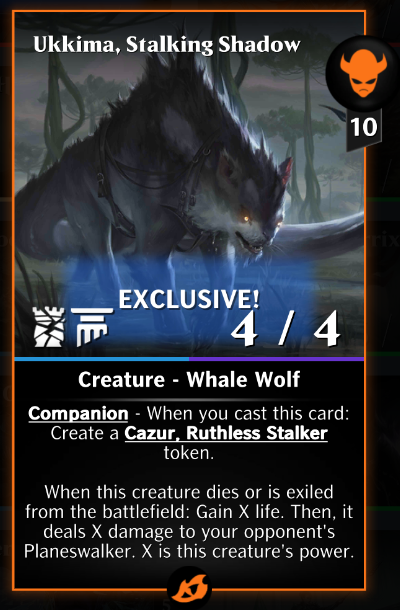 Ukkima, Stalking Shadow
10
EXCLUSIVE!
4 / 4
Creature - Whale Wolf
Companion - When you cast this card:
Create a Cazur, Ruthless Stalker
token.
When this creature dies or is exiled
from the battlefield: Gain X life. Then, it
deals X damage to your opponent's
Planeswalker. X is this creature's power.